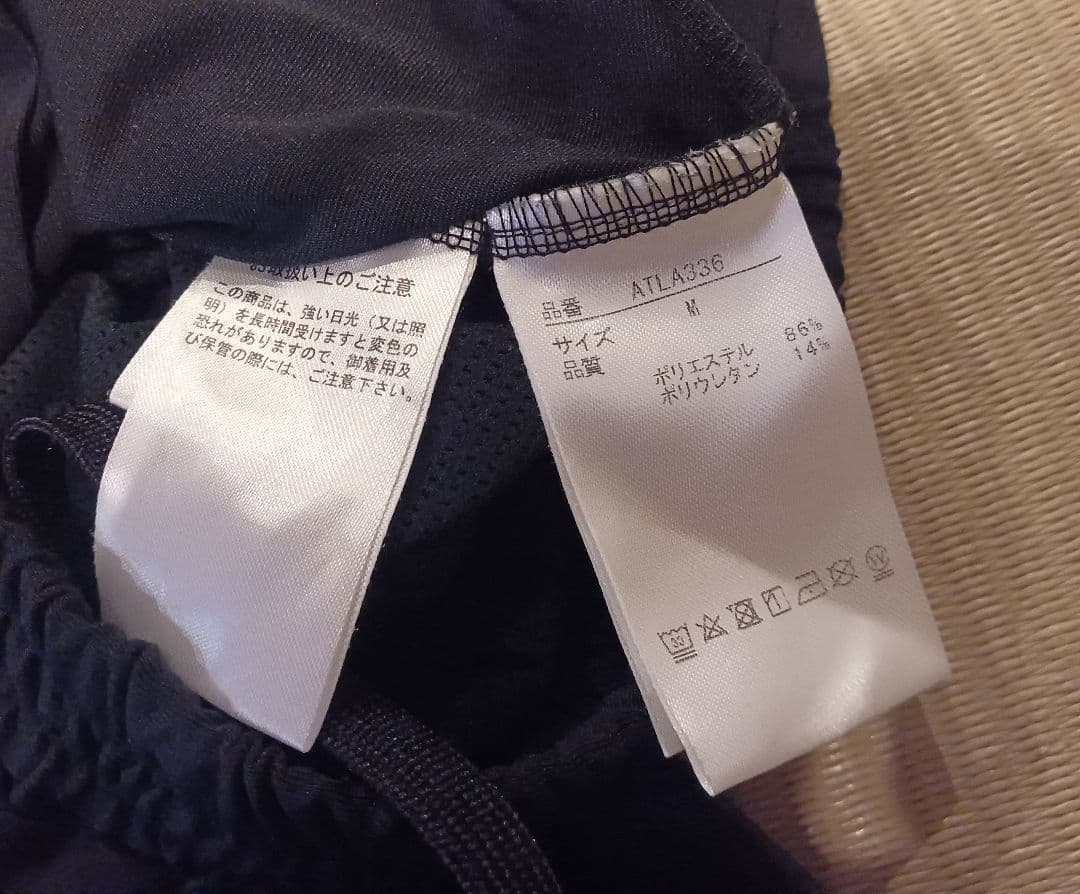 お取扱い上のご注意
この商品は、強い日光（又は照
明）を長時間受けますと変色の
恐れがありますので、御着用及
び保管の際には、ご注意下さい。
品番 ATLA336
サイズ M
品質 ポリエステル 86%
ポリウレタン 14%
30